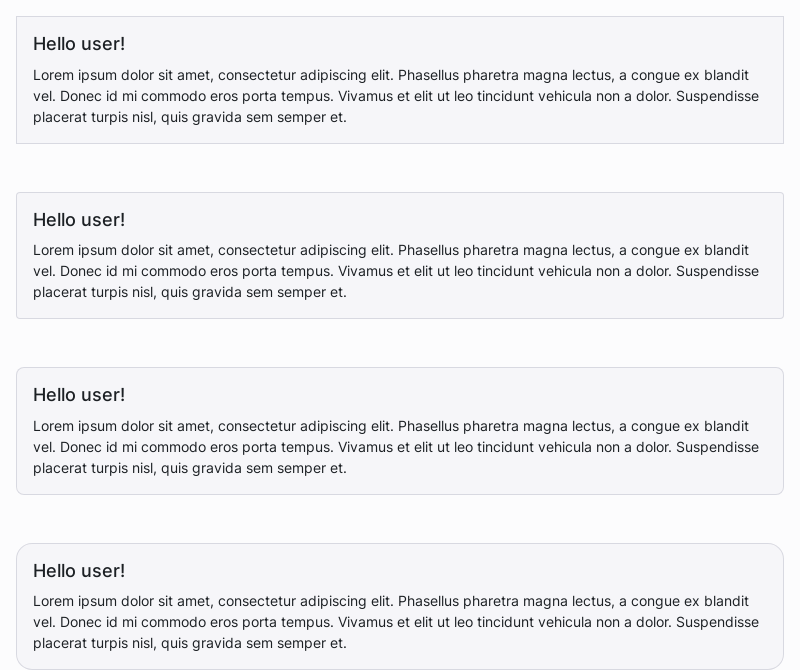 Hello user!
Lorem ipsum dolor sit amet, consectetur adipiscing elit. Phasellus pharetra magna lectus, a congue ex blandit
vel. Donec id mi commodo eros porta tempus. Vivamus et elit ut leo tincidunt vehicula non a dolor. Suspendisse
placerat turpis nisl, quis gravida sem semper et.
Hello user!
Lorem ipsum dolor sit amet, consectetur adipiscing elit. Phasellus pharetra magna lectus, a congue ex blandit
vel. Donec id mi commodo eros porta tempus. Vivamus et elit ut leo tincidunt vehicula non a dolor. Suspendisse
placerat turpis nisl, quis gravida sem semper et.
Hello user!
Lorem ipsum dolor sit amet, consectetur adipiscing elit. Phasellus pharetra magna lectus, a congue ex blandit
vel. Donec id mi commodo eros porta tempus. Vivamus et elit ut leo tincidunt vehicula non a dolor. Suspendisse
placerat turpis nisl, quis gravida sem semper et.
Hello user!
Lorem ipsum dolor sit amet, consectetur adipiscing elit. Phasellus pharetra magna lectus, a congue ex blandit
vel. Donec id mi commodo eros porta tempus. Vivamus et elit ut leo tincidunt vehicula non a dolor. Suspendisse
placerat turpis nisl, quis gravida sem semper et.